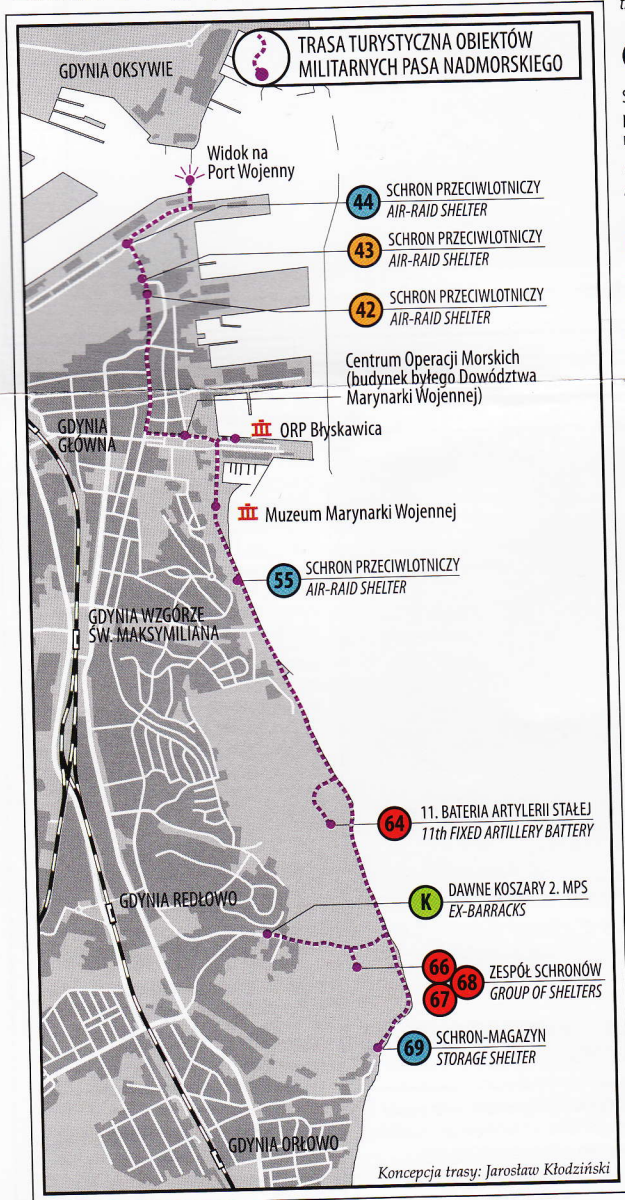 TRASA TURYSTYCZNA OBIEKTÓW
MILITARNYCH PASA NADMORSKIEGO
GDYNIA OKSYWIE
Widok na
Port Wojenny
44
SCHRON PRZECIWLOTNICZY
AIR-RAID SHELTER
43
SCHRON PRZECIWLOTNICZY
AIR-RAID SHELTER
42
SCHRON PRZECIWLOTNICZY
AIR-RAID SHELTER
Centrum Operacji Morskich
(budynek byłego Dowództwa
Marynarki Wojennej)
GDYNIA
GŁÓWNA
ORP Błyskawica
Muzeum Marynarki Wojennej
55
SCHRON PRZECIWLOTNICZY
AIR-RAID SHELTER
GDYNIA WZGÓRZE
ŚW. MAKSYMILIANA
64
11. BATERIA ARTYLERII STAŁEJ
11th FIXED ARTILLERY BATTERY
K
DAWNE KOSZARY 2. MPS
EX-BARRACKS
GDYNIA REDŁOWO
66
68
67
ZESPÓŁ SCHRONÓW
GROUP OF SHELTERS
69
SCHRON-MAGAZYN
STORAGE SHELTER
GDYNIA ORŁOWO
Koncepcja trasy: Jarosław Kłodziński